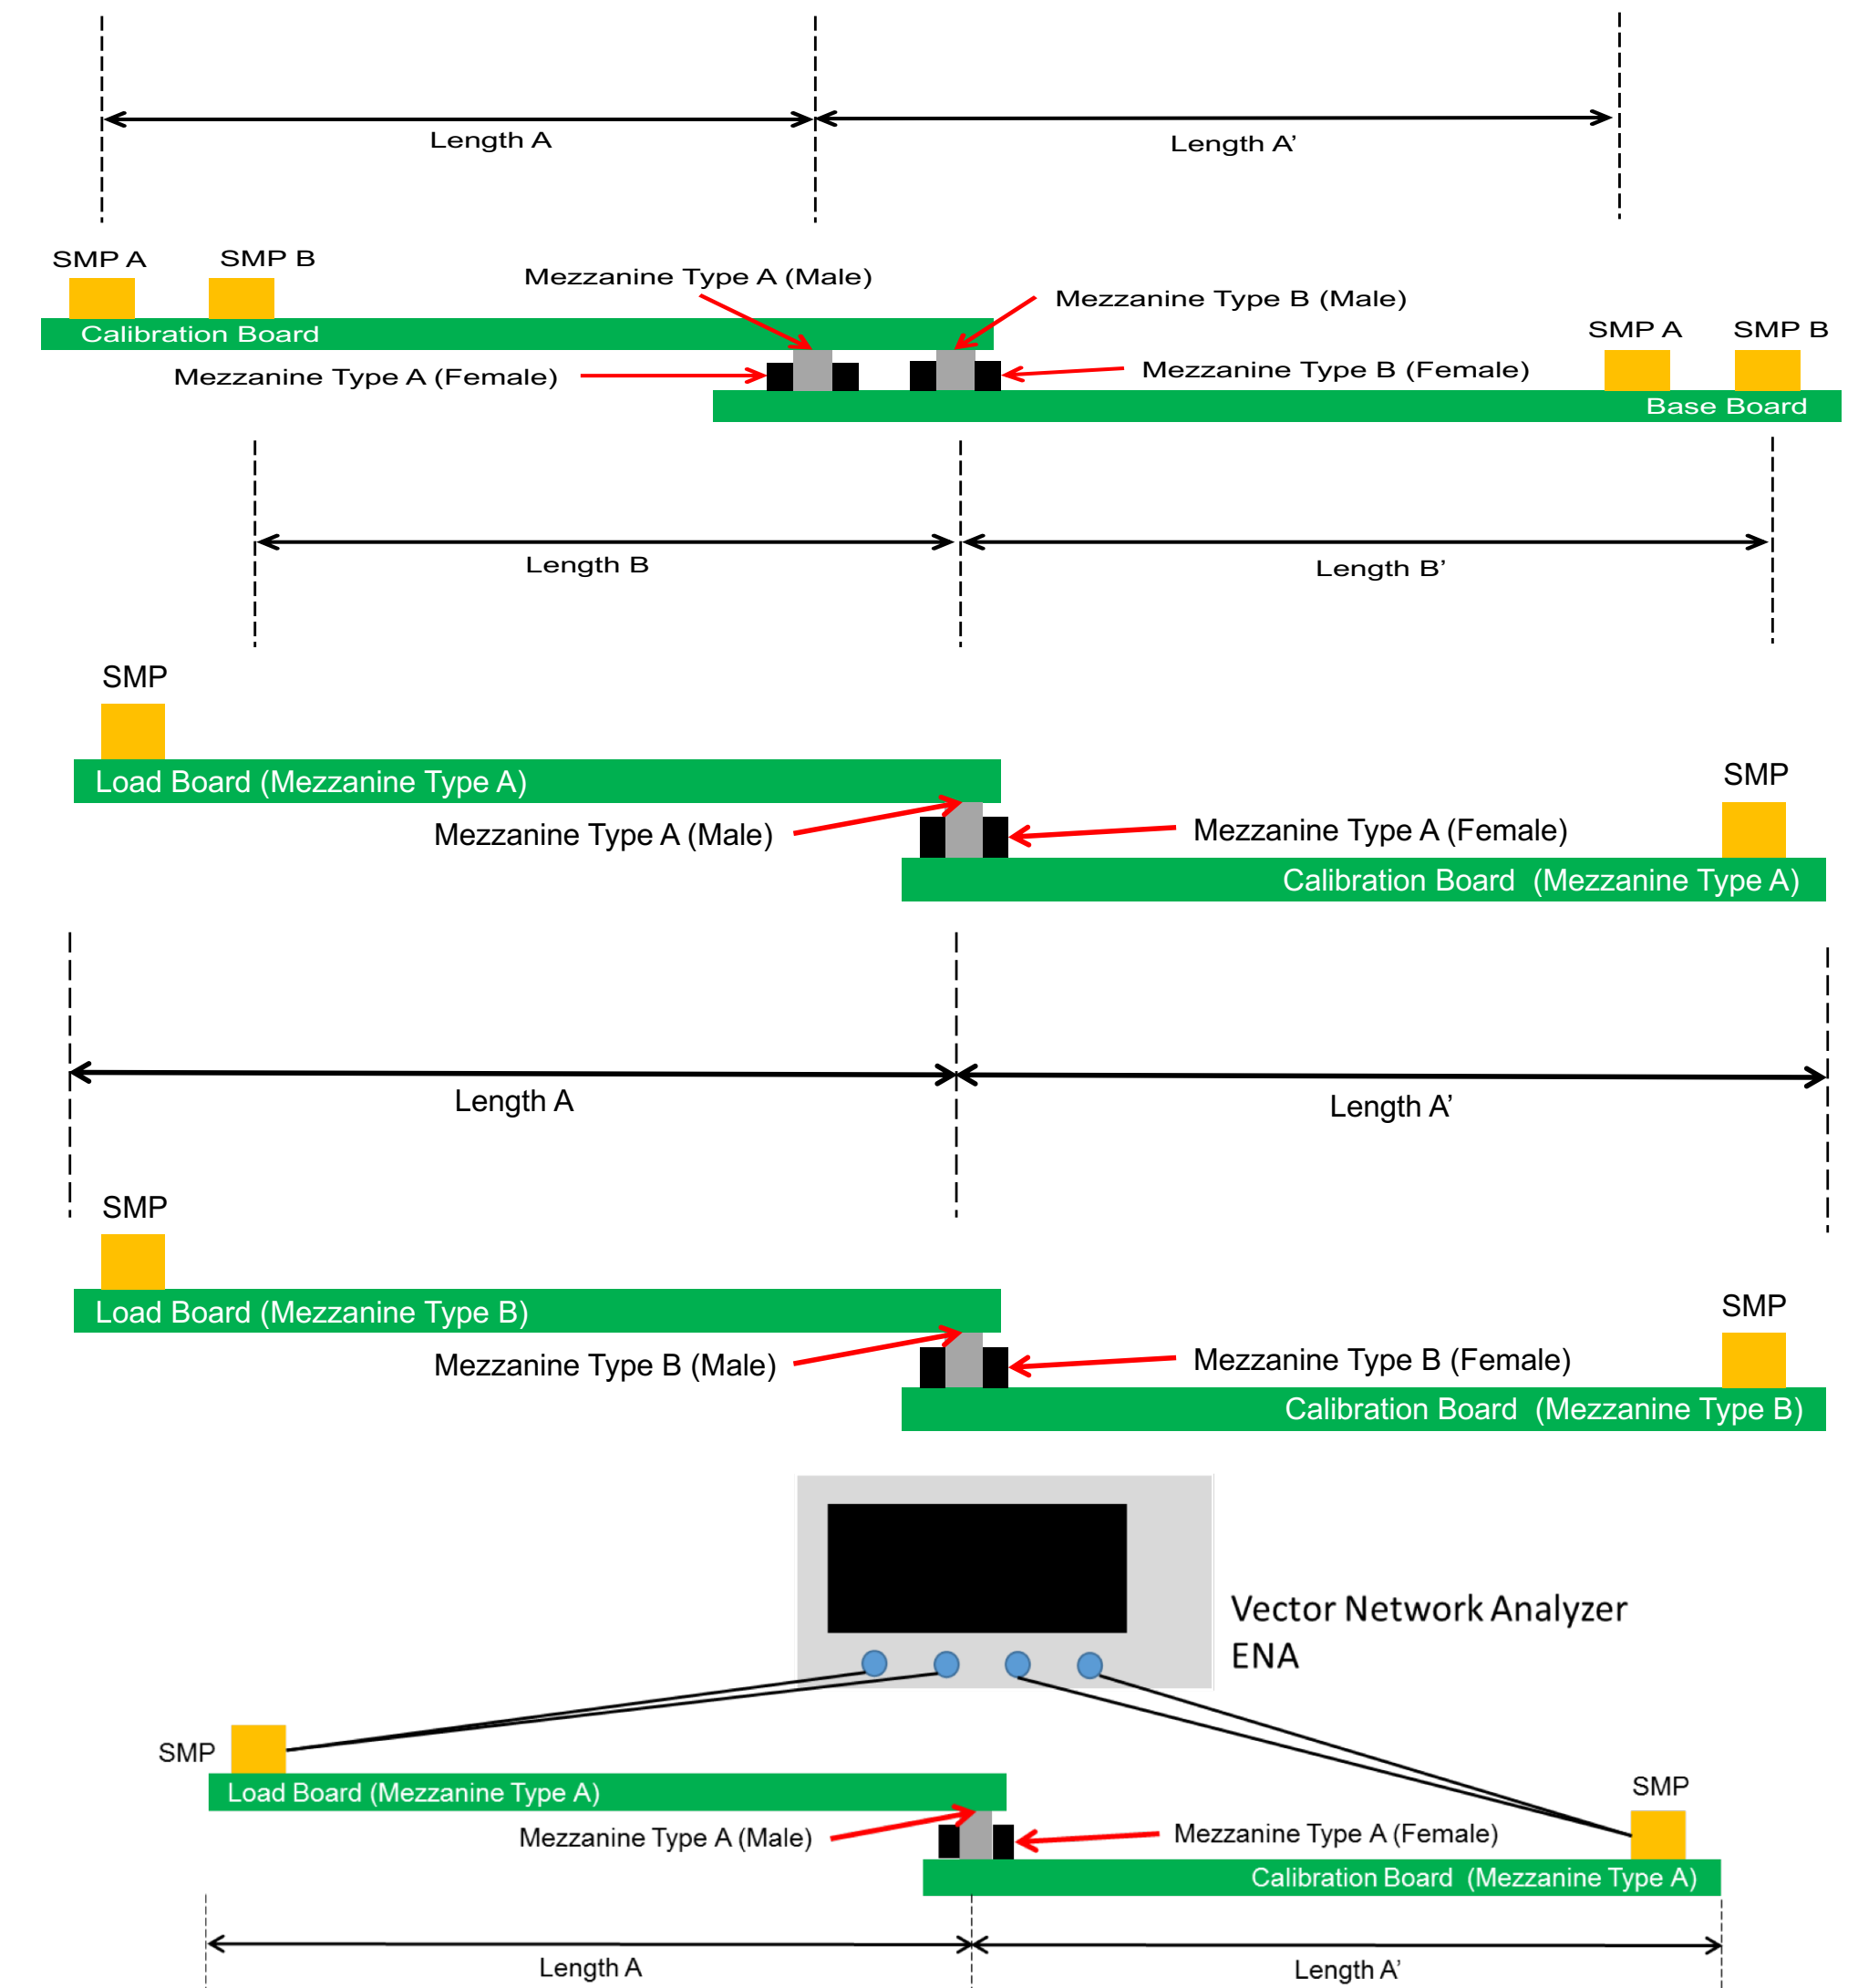 Length A
Length A’
SMP A
SMP B
Mezzanine Type A (Male)
Mezzanine Type B (Male)
Calibration Board
SMP A
SMP B
Mezzanine Type A (Female)
Mezzanine Type B (Female)
Base Board
Length B
Length B’
SMP
Load Board (Mezzanine Type A)
SMP
Mezzanine Type A (Male)
Mezzanine Type A (Female)
Calibration Board (Mezzanine Type A)
Length A
Length A’
SMP
Load Board (Mezzanine Type B)
SMP
Mezzanine Type B (Male)
Mezzanine Type B (Female)
Calibration Board (Mezzanine Type B)
Vector Network Analyzer
ENA
SMP
Load Board (Mezzanine Type A)
SMP
Mezzanine Type A (Male)
Mezzanine Type A (Female)
Calibration Board (Mezzanine Type A)
Length A
Length A’